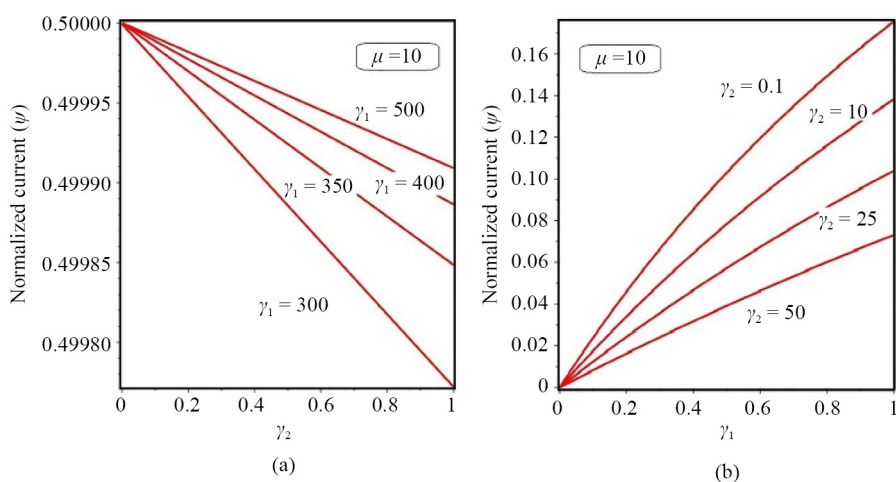 0.50000
0.49995
0.49990
0.49985
0.49980
Normalized current (ψ)
μ =10
γ₁ = 500
γ₁ = 350
γ₁ = 400
γ₁ = 300
0 0.2 0.4 0.6 0.8 1
γ₂
(a)
0.16
0.14
0.12
0.10
0.08
0.06
0.04
0.02
0
Normalized current (ψ)
μ =10
γ₂ = 0.1
γ₂ = 10
γ₂ = 25
γ₂ = 50
0 0.2 0.4 0.6 0.8 1
γ₁
(b)